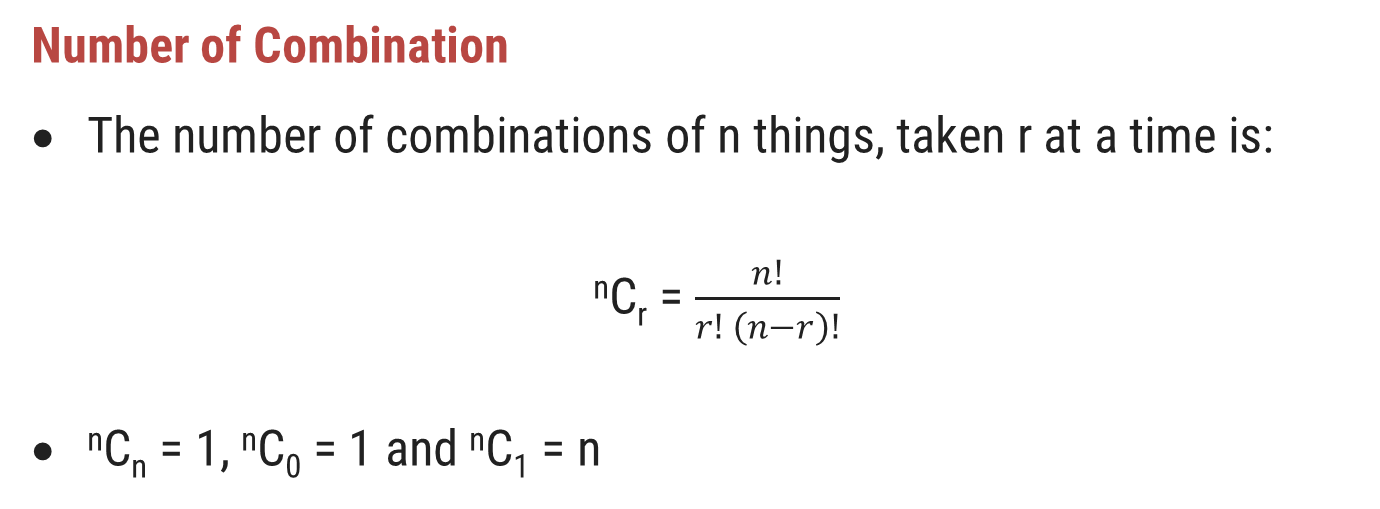 Number of Combination
• The number of combinations of n things, taken r at a time is:
ⁿCᵣ = n! / r! (n−r)!
• ⁿCₙ = 1, ⁿC₀ = 1 and ⁿC₁ = n